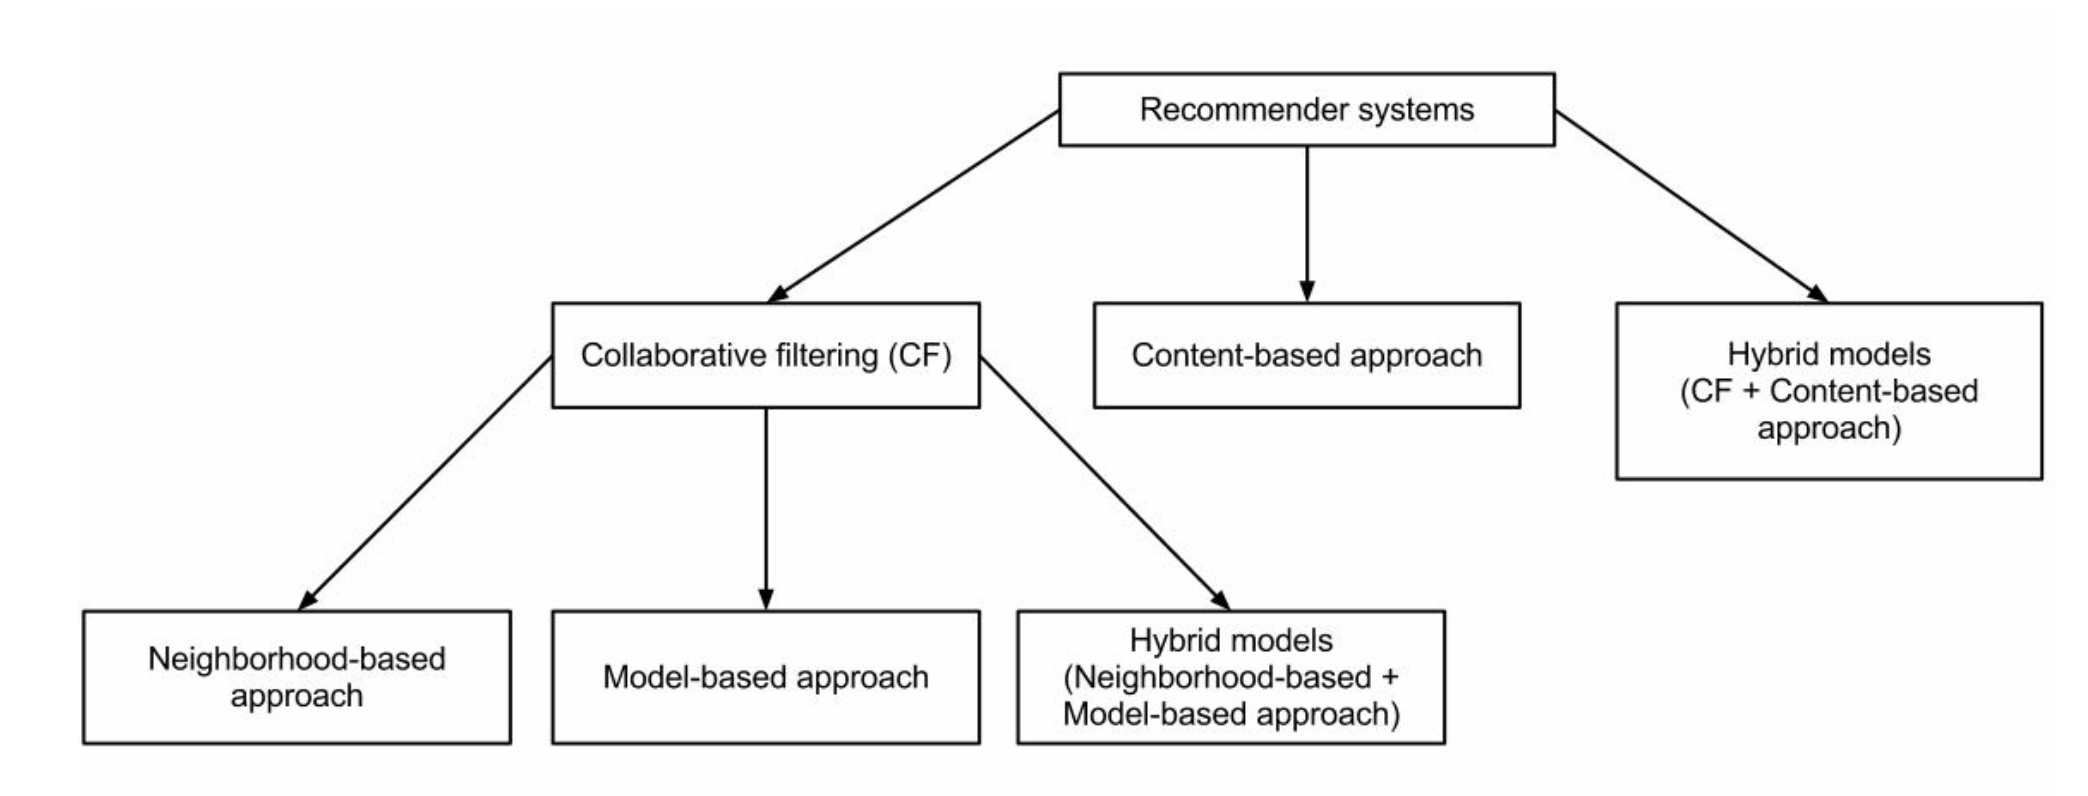 Recommender systems
Collaborative filtering (CF)
Content-based approach
Hybrid models
(CF + Content-based
approach)
Neighborhood-based
approach
Model-based approach
Hybrid models
(Neighborhood-based +
Model-based approach)